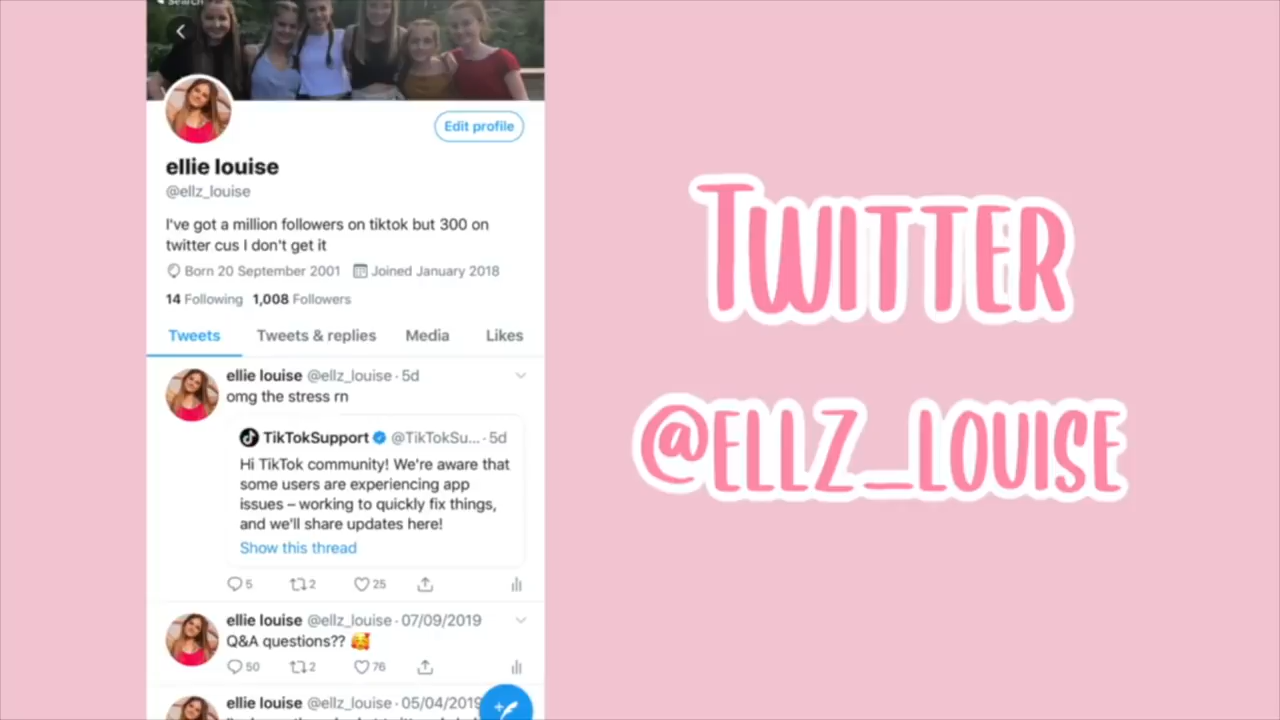 Search
Edit profile
ellie louise
@ellz_louise
I've got a million followers on tiktok but 300 on
twitter cus I don't get it
Born 20 September 2001 Joined January 2018
14 Following 1,008 Followers
Tweets Tweets & replies Media Likes
ellie louise @ellz_louise · 5d
omg the stress rn
TikTokSupport @TikTokSu... · 5d
Hi TikTok community! We're aware that
some users are experiencing app
issues – working to quickly fix things,
and we'll share updates here!
Show this thread
5 2 25
ellie louise @ellz_louise · 07/09/2019
Q&A questions?? 🥰
50 2 76
ellie louise @ellz_louise · 05/04/2019
TWITTER
@ELLZ_LOUISE